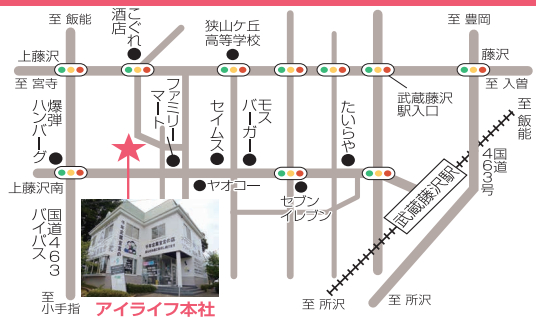 至 飯能
こぐれ
酒店
狭山ケ丘
高等学校
至 豊岡
上藤沢
藤沢
至 宮寺
至 入曽
武蔵藤沢
駅入口
爆弾
ハンバーグ
ファミリー
マート
セイムス
モス
バーガー
たいらや
至 飯能
国道
463号
上藤沢南
ヤオコー
セブン
イレブン
武蔵藤沢駅
国道463
バイパス
至
小手指
アイライフ本社
至 所沢
至 所沢